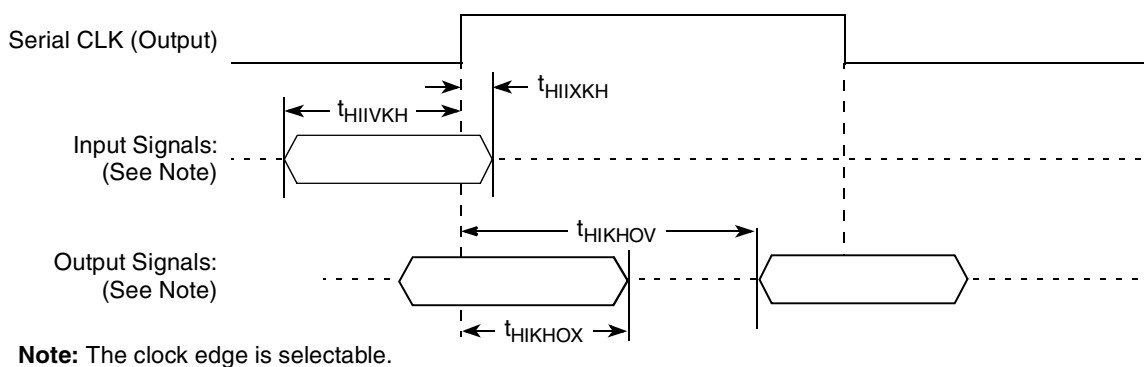 Serial CLK (Output)
tHIIXKH
tHIIVKH
Input Signals:
(See Note)
tHIKHOV
Output Signals:
(See Note)
tHIKHOX
Note: The clock edge is selectable.